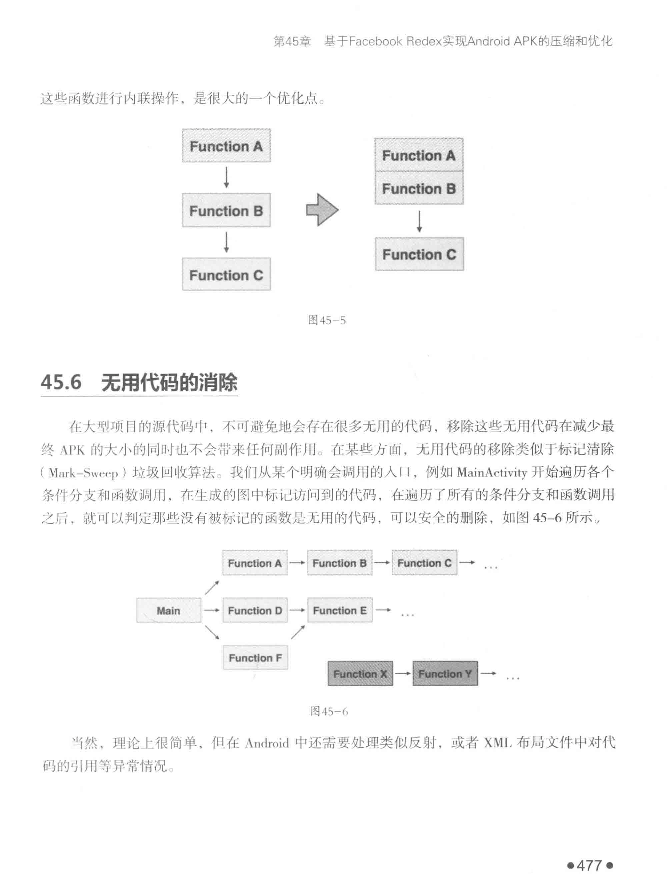 第45章 基于Facebook Redex实现Android APK的压缩和优化
这些函数进行内联操作，是很大的一个优化点。
Function A
Function B
Function C
Function A
Function B
Function C
图45-5
45.6 无用代码的消除
在大型项目的源代码中，不可避免地会存在很多无用的代码，移除这些无用代码在减少最
终 APK 的大小的同时也不会带来任何副作用。在某些方面，无用代码的移除类似于标记清除
（Mark-Sweep）垃圾回收算法。我们从某个明确会调用的入口，例如 MainActivity 开始遍历各个
条件分支和函数调用，在生成的图中标记访问到的代码，在遍历了所有的条件分支和函数调用
之后，就可以判定那些没有被标记的函数是无用的代码，可以安全的删除，如图 45-6 所示。
Function A Function B Function C ...
Main Function D Function E ...
Function F
Function X Function Y ...
图45-6
当然，理论上很简单，但在 Android 中还需要处理类似反射，或者 XML 布局文件中对代
码的引用等异常情况。
●477●